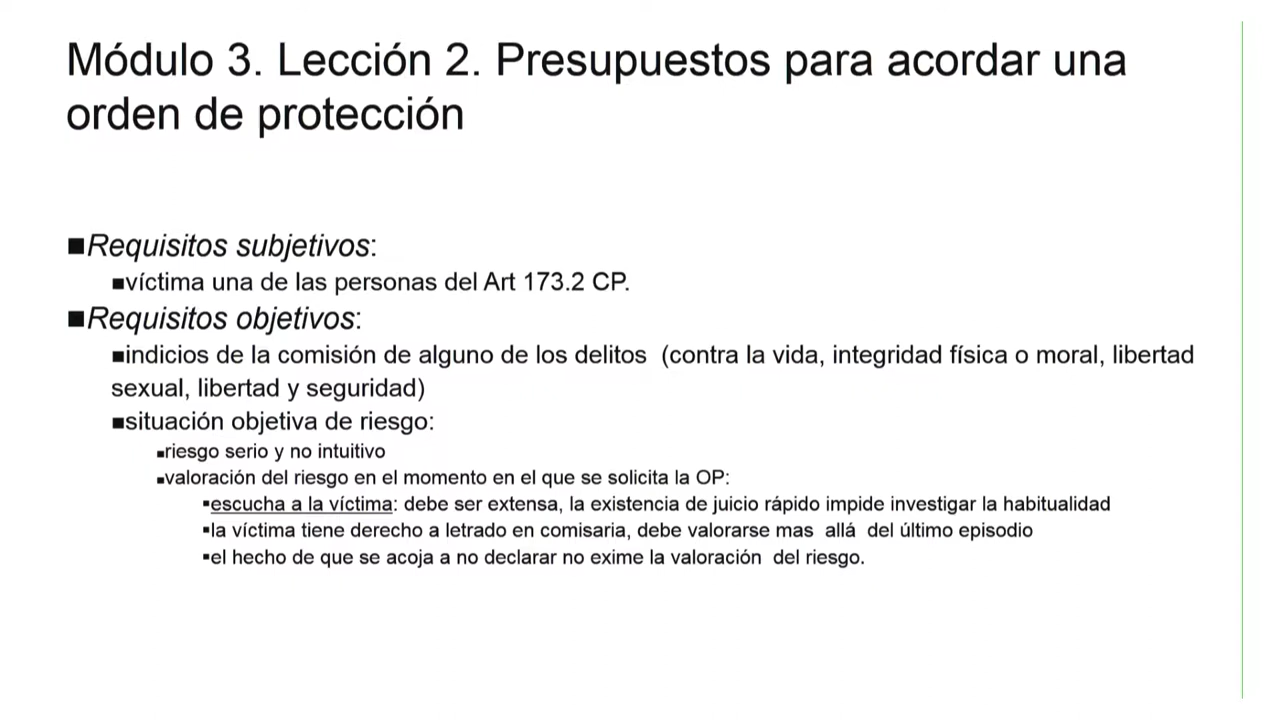 Módulo 3. Lección 2. Presupuestos para acordar una
orden de protección
■Requisitos subjetivos:
■víctima una de las personas del Art 173.2 CP.
■Requisitos objetivos:
■indicios de la comisión de alguno de los delitos  (contra la vida, integridad física o moral, libertad
sexual, libertad y seguridad)
■situación objetiva de riesgo:
■riesgo serio y no intuitivo
■valoración del riesgo en el momento en el que se solicita la OP:
▪escucha a la víctima: debe ser extensa, la existencia de juicio rápido impide investigar la habitualidad
▪la víctima tiene derecho a letrado en comisaria, debe valorarse mas  allá  del último episodio
▪el hecho de que se acoja a no declarar no exime la valoración  del riesgo.